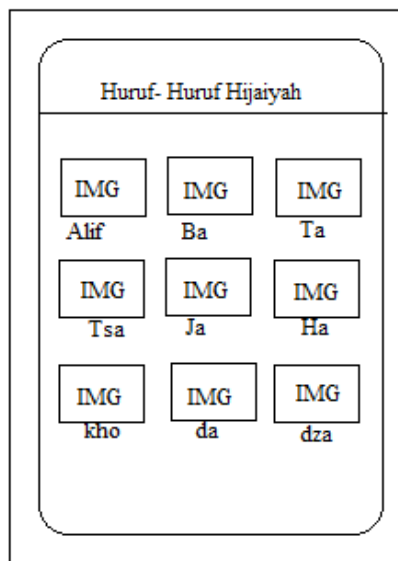 Huruf- Huruf Hijaiyah
IMG IMG IMG
Alif Ba Ta
IMG IMG IMG
Tsa Ja Ha
IMG IMG IMG
kho da dza